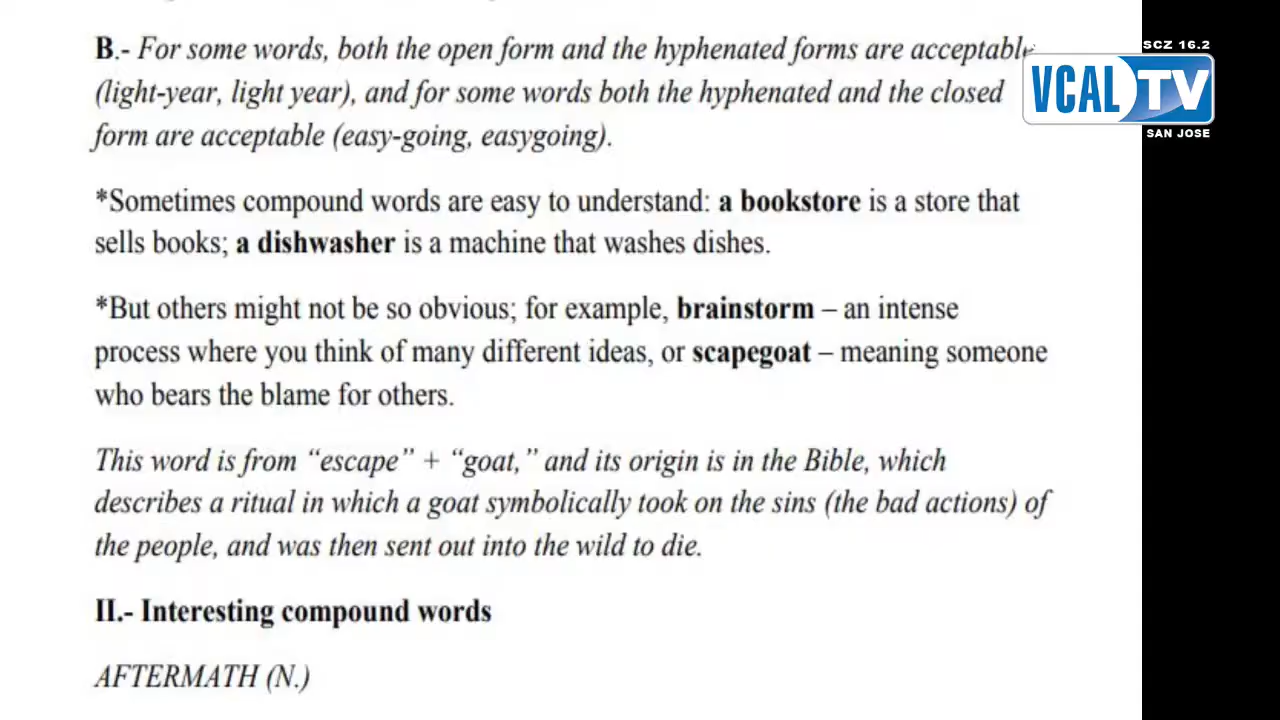 B.- For some words, both the open form and the hyphenated forms are acceptable
SCZ 16.2
VCAL TV
SAN JOSE
(light-year, light year), and for some words both the hyphenated and the closed
form are acceptable (easy-going, easygoing).
*Sometimes compound words are easy to understand: a bookstore is a store that
sells books; a dishwasher is a machine that washes dishes.
*But others might not be so obvious; for example, brainstorm – an intense
process where you think of many different ideas, or scapegoat – meaning someone
who bears the blame for others.
This word is from “escape” + “goat,” and its origin is in the Bible, which
describes a ritual in which a goat symbolically took on the sins (the bad actions) of
the people, and was then sent out into the wild to die.
II.- Interesting compound words
AFTERMATH (N.)